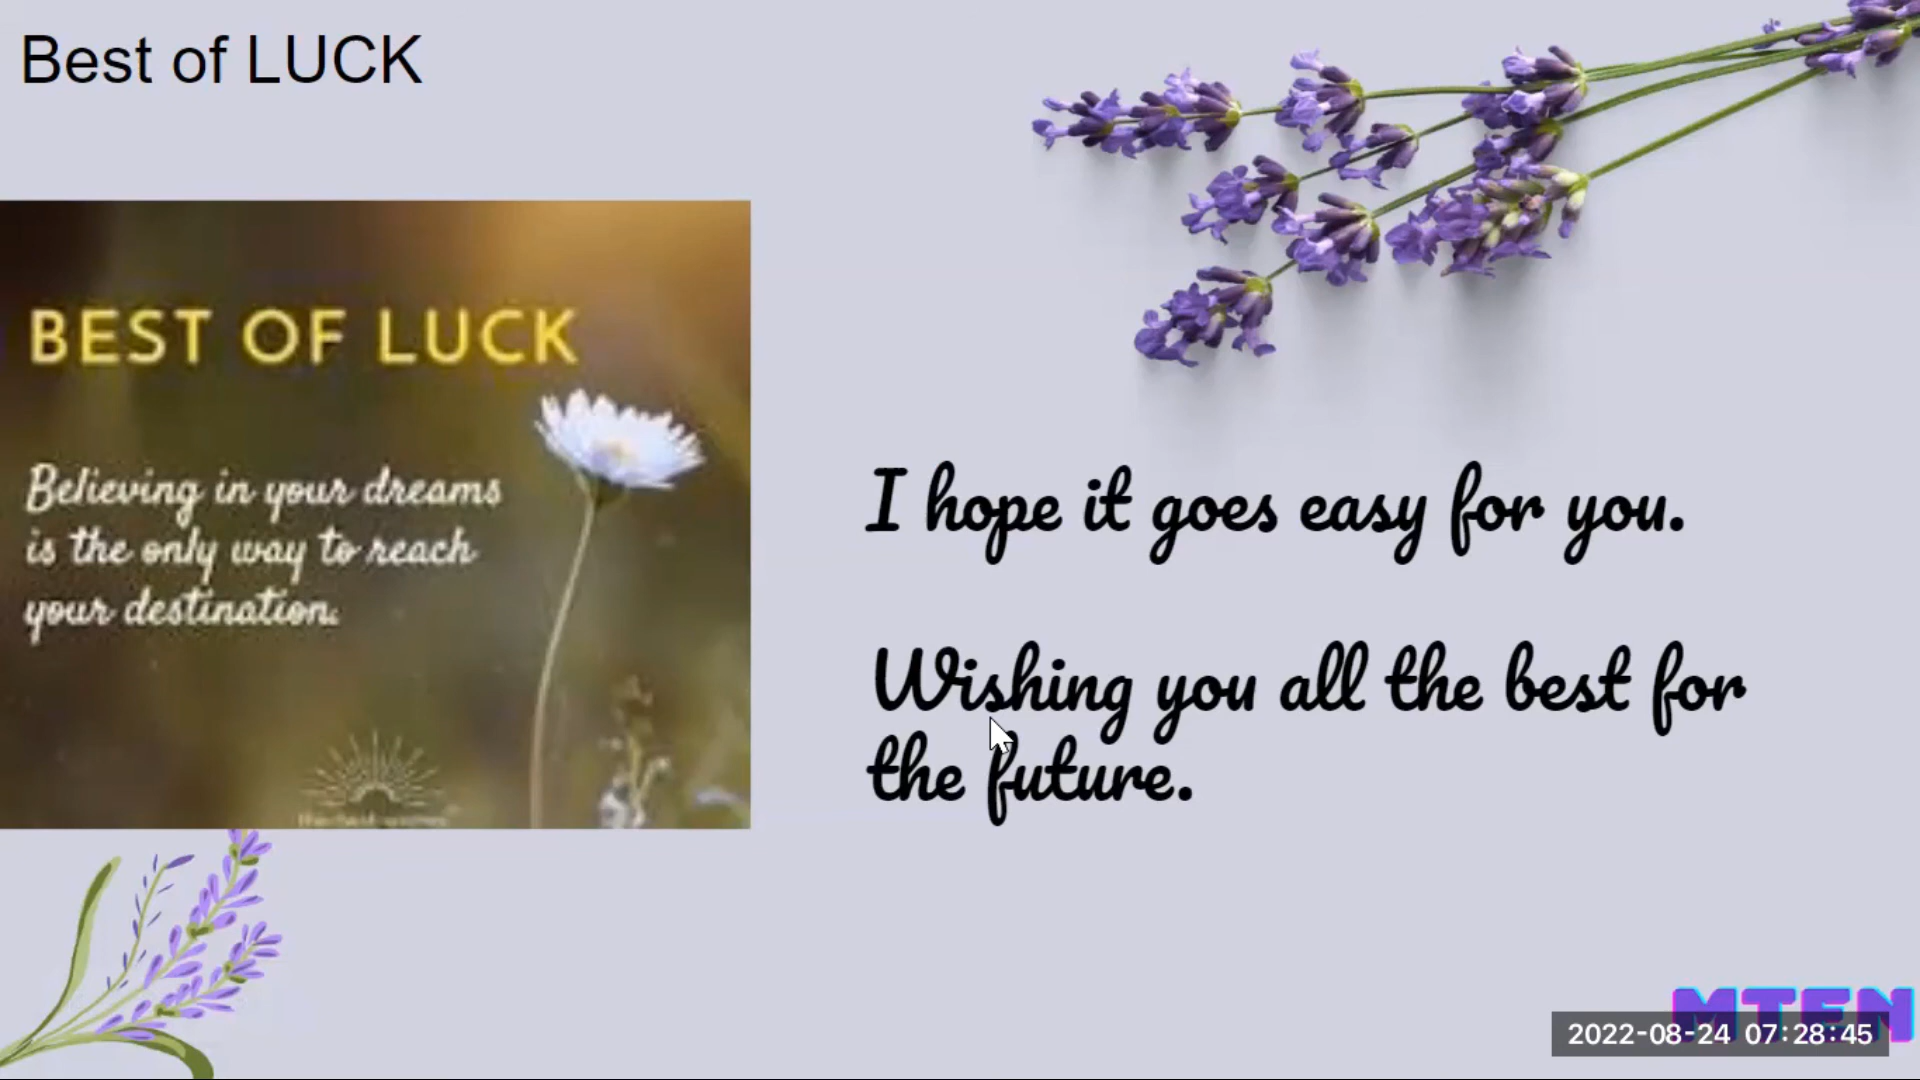 Best of LUCK
BEST OF LUCK
Believing in your dreams
is the only way to reach
your destination.
I hope it goes easy for you.
Wishing you all the best for
the future.
MTEN
2022-08-24 07:28:45